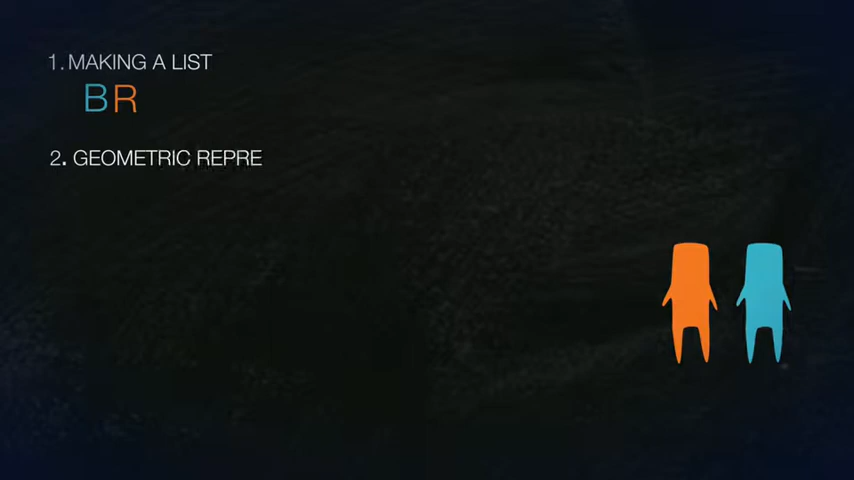 1. MAKING A LIST
BR
2. GEOMETRIC REPRE